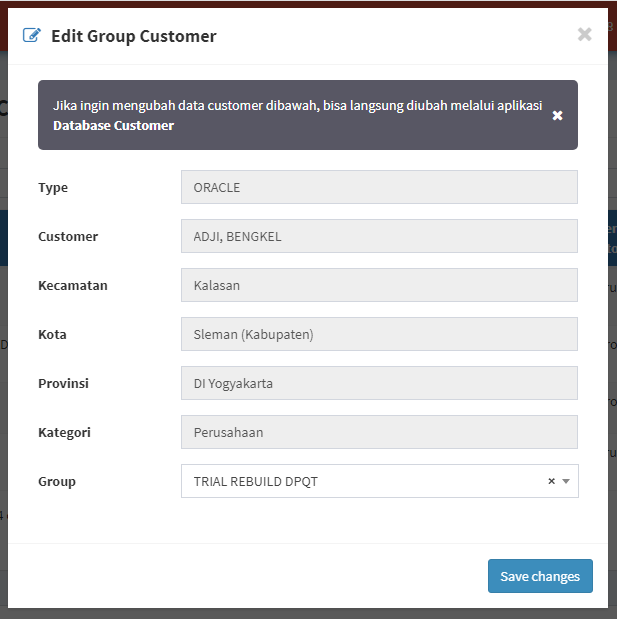 Edit Group Customer
Jika ingin mengubah data customer dibawah, bisa langsung diubah melalui aplikasi
Database Customer
Type
ORACLE
Customer
ADJI, BENGKEL
Kecamatan
Kalasan
Kota
Sleman (Kabupaten)
Provinsi
DI Yogyakarta
Kategori
Perusahaan
Group
TRIAL REBUILD DPQT
Save changes